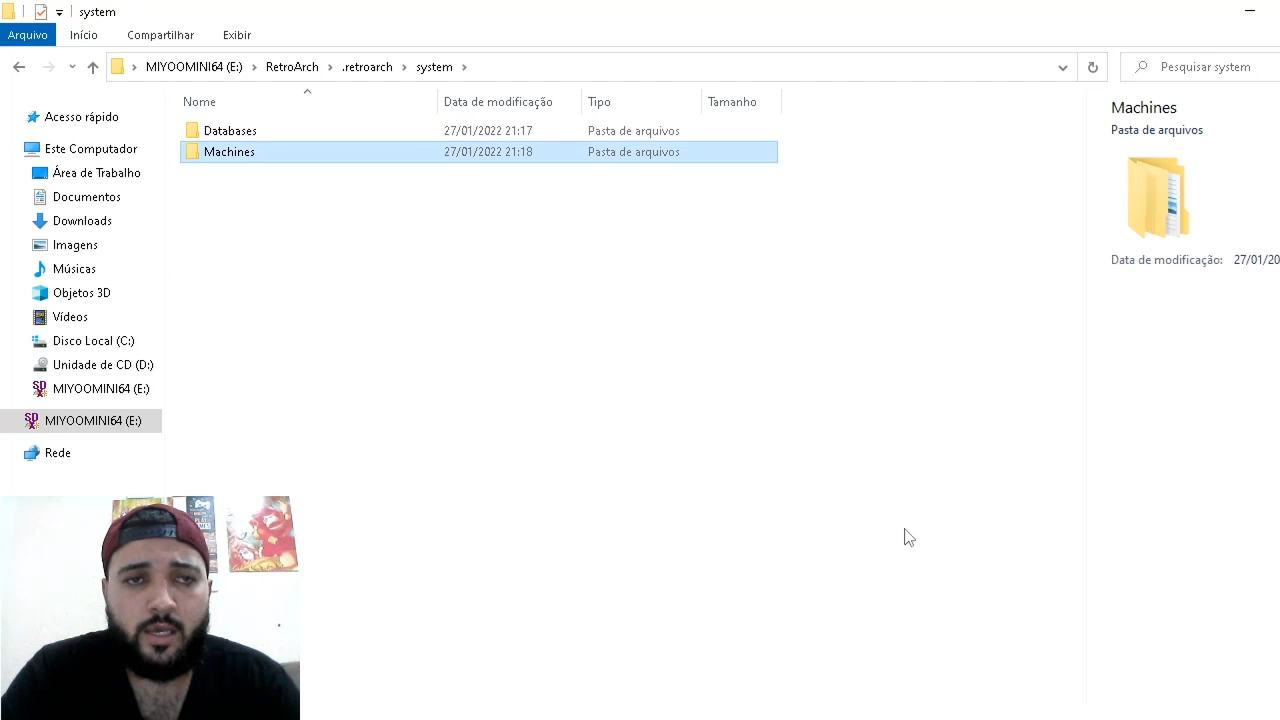 system
Arquivo Início Compartilhar Exibir
MIYOOMINI64 (E:) RetroArch .retroarch system
Pesquisar system
Nome Data de modificação Tipo Tamanho
Databases 27/01/2022 21:17 Pasta de arquivos
Machines 27/01/2022 21:18 Pasta de arquivos
Acesso rápido
Este Computador
Área de Trabalho
Documentos
Downloads
Imagens
Músicas
Objetos 3D
Vídeos
Disco Local (C:)
Unidade de CD (D:)
MIYOOMINI64 (E:)
MIYOOMINI64 (E:)
Rede
Machines
Pasta de arquivos
Data de modificação: 27/01/20